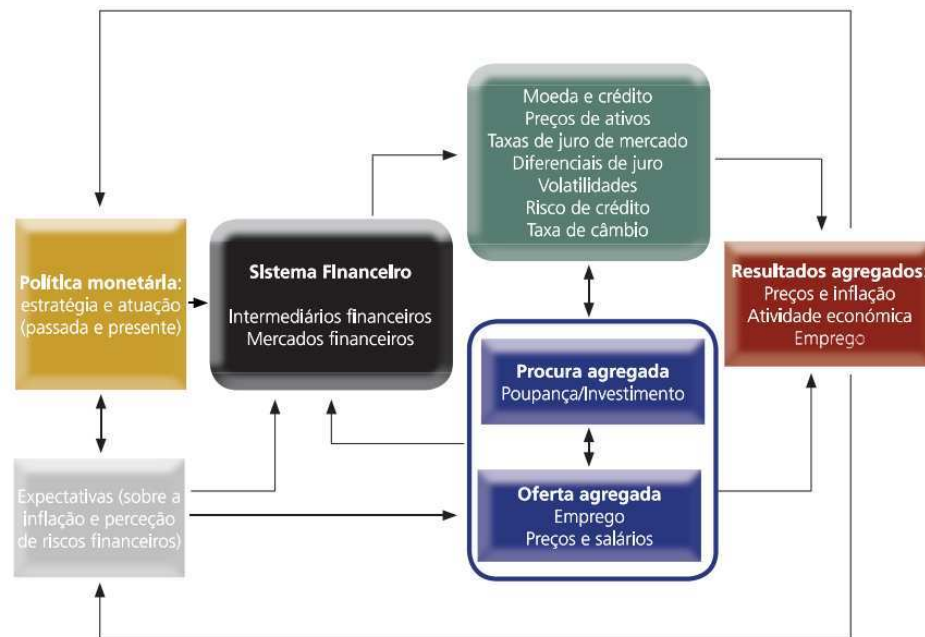 Moeda e crédito
Preços de ativos
Taxas de juro de mercado
Diferenciais de juro
Volatilidades
Risco de crédito
Taxa de câmbio
Política monetária:
estratégia e atuação
(passada e presente)
Sistema Financeiro
Intermediários financeiros
Mercados financeiros
Resultados agregados:
Preços e inflação
Atividade económica
Emprego
Procura agregada
Poupança/Investimento
Expectativas (sobre a
inflação e perceção
de riscos financeiros)
Oferta agregada
Emprego
Preços e salários